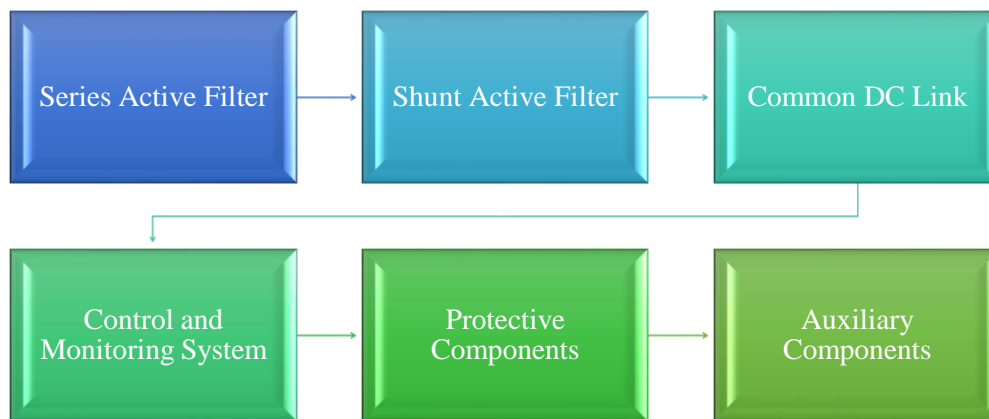 Series Active Filter
Shunt Active Filter
Common DC Link
Control and
Monitoring System
Protective
Components
Auxiliary
Components